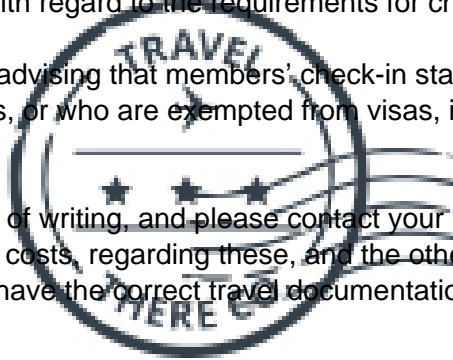 ith regard to the requirements for c
TRAVEL
advising that members' check-in sta
s, or who are exempted from visas, i
of writing, and please contact your
costs, regarding these, and the othe
have the correct travel documentatio
HERE